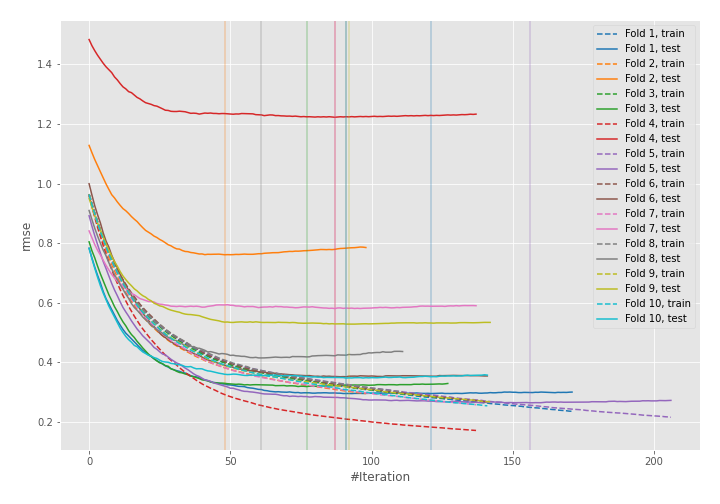 1.4
1.2
1.0
0.8
0.6
0.4
0.2
rmse
0
50
100
150
200
#Iteration
Fold 1, train
Fold 1, test
Fold 2, train
Fold 2, test
Fold 3, train
Fold 3, test
Fold 4, train
Fold 4, test
Fold 5, train
Fold 5, test
Fold 6, train
Fold 6, test
Fold 7, train
Fold 7, test
Fold 8, train
Fold 8, test
Fold 9, train
Fold 9, test
Fold 10, train
Fold 10, test